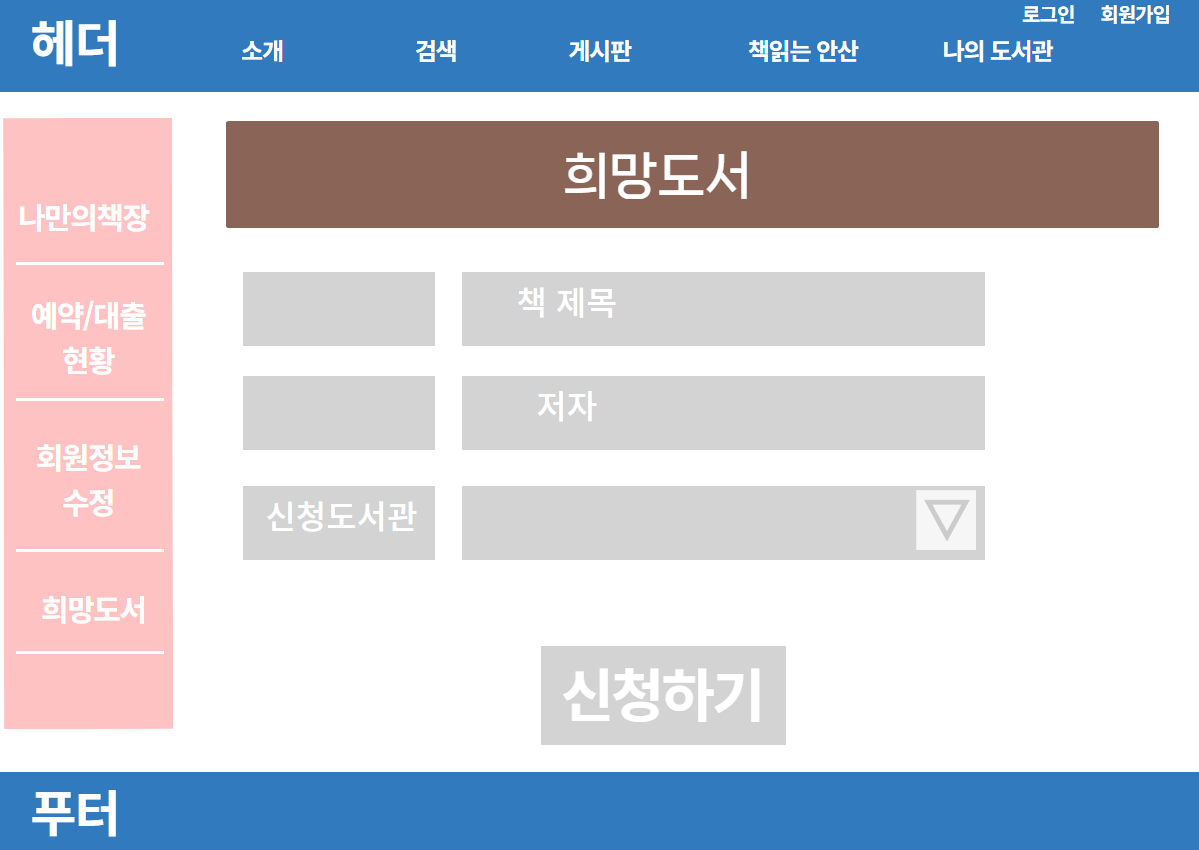 로그인 회원가입
헤더 소개 검색 게시판 책읽는 안산 나의 도서관
나만의책장
예약/대출
현황
회원정보
수정
희망도서
희망도서
책 제목
저자
신청도서관
신청하기
푸터